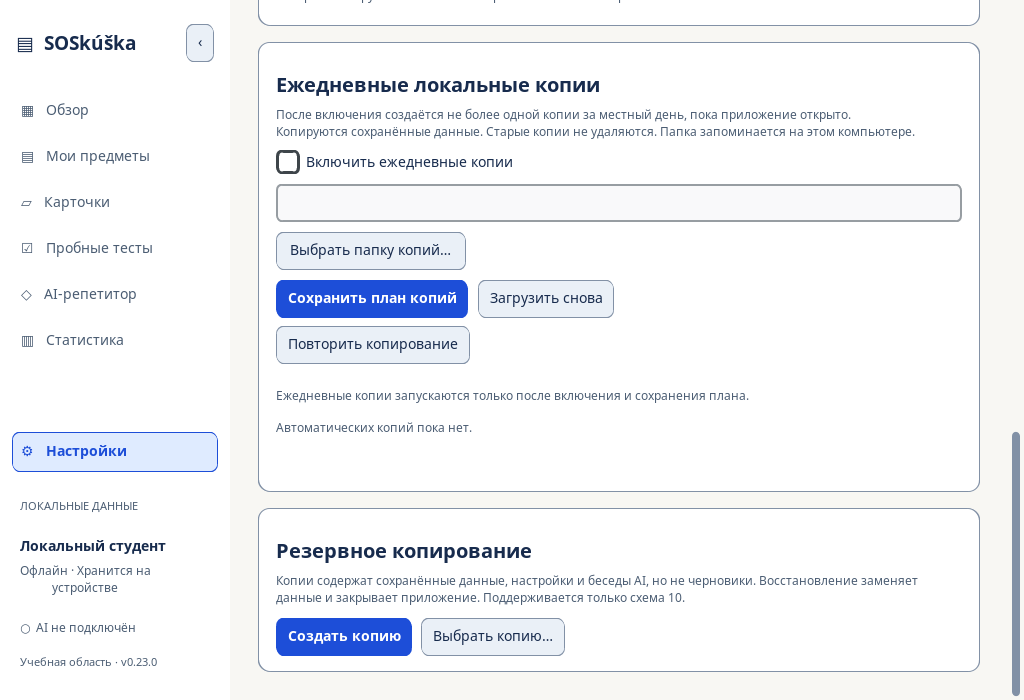 SOSkúška
‹
Обзор
Мои предметы
Карточки
Пробные тесты
AI-репетитор
Статистика
Настройки
ЛОКАЛЬНЫЕ ДАННЫЕ
Локальный студент
Офлайн · Хранится на
устройстве
AI не подключён
Учебная область · v0.23.0
Ежедневные локальные копии
После включения создаётся не более одной копии за местный день, пока приложение открыто.
Копируются сохранённые данные. Старые копии не удаляются. Папка запоминается на этом компьютере.
Включить ежедневные копии
Выбрать папку копий…
Сохранить план копий
Загрузить снова
Повторить копирование
Ежедневные копии запускаются только после включения и сохранения плана.
Автоматических копий пока нет.
Резервное копирование
Копии содержат сохранённые данные, настройки и беседы AI, но не черновики. Восстановление заменяет
данные и закрывает приложение. Поддерживается только схема 10.
Создать копию
Выбрать копию…